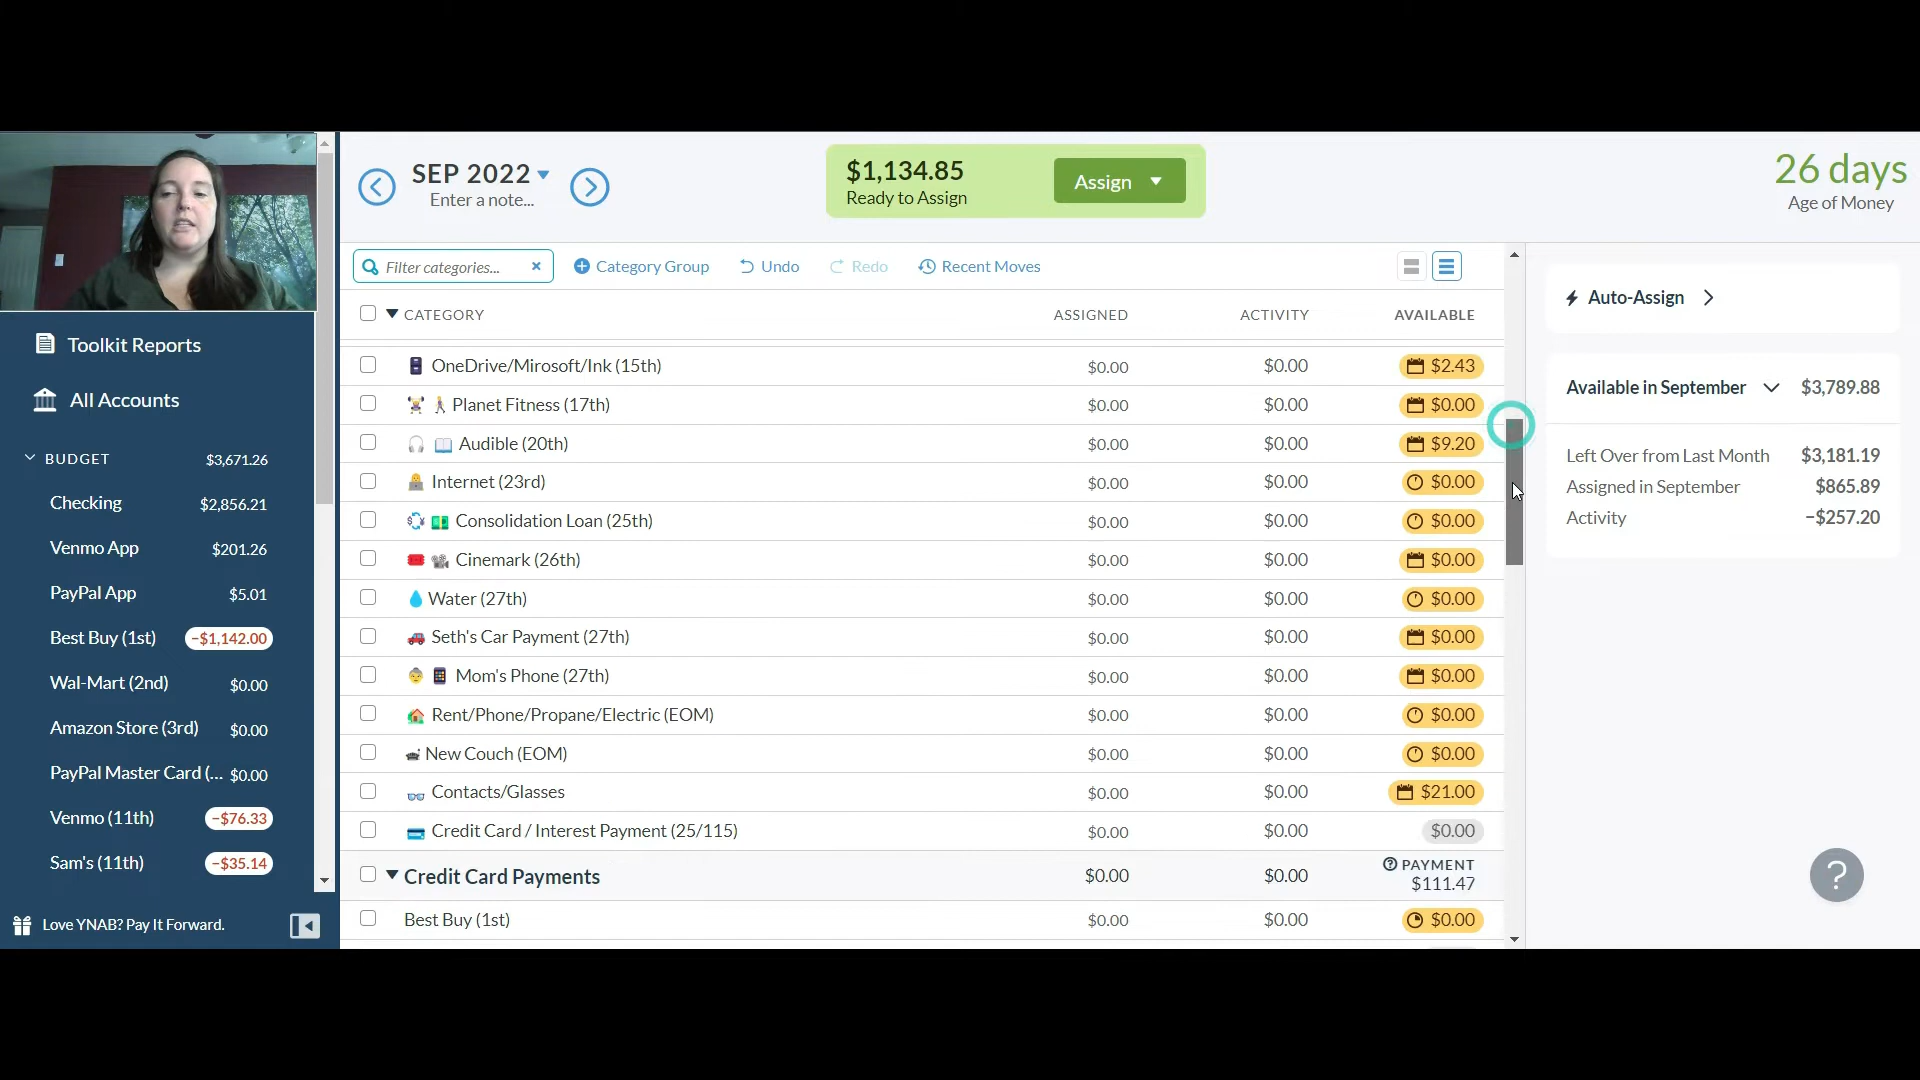 SEP 2022
Enter a note...
$1,134.85
Ready to Assign
Assign
26 days
Age of Money
Filter categories...
Category Group
Undo
Redo
Recent Moves
Toolkit Reports
All Accounts
BUDGET $3,671.26
Checking $2,856.21
Venmo App $201.26
PayPal App $5.01
Best Buy (1st) −$1,142.00
Wal-Mart (2nd) $0.00
Amazon Store (3rd) $0.00
PayPal Master Card (... $0.00
Venmo (11th) −$76.33
Sam's (11th) −$35.14
Love YNAB? Pay It Forward.
CATEGORY ASSIGNED ACTIVITY AVAILABLE
OneDrive/Mirosoft/Ink (15th) $0.00 $0.00 $2.43
Planet Fitness (17th) $0.00 $0.00 $0.00
Audible (20th) $0.00 $0.00 $9.20
Internet (23rd) $0.00 $0.00 $0.00
Consolidation Loan (25th) $0.00 $0.00 $0.00
Cinemark (26th) $0.00 $0.00 $0.00
Water (27th) $0.00 $0.00 $0.00
Seth's Car Payment (27th) $0.00 $0.00 $0.00
Mom's Phone (27th) $0.00 $0.00 $0.00
Rent/Phone/Propane/Electric (EOM) $0.00 $0.00 $0.00
New Couch (EOM) $0.00 $0.00 $0.00
Contacts/Glasses $0.00 $0.00 $21.00
Credit Card / Interest Payment (25/115) $0.00 $0.00 $0.00
PAYMENT
Credit Card Payments $0.00 $0.00 $111.47
Best Buy (1st) $0.00 $0.00 $0.00
Auto-Assign
Available in September $3,789.88
Left Over from Last Month $3,181.19
Assigned in September $865.89
Activity −$257.20
?